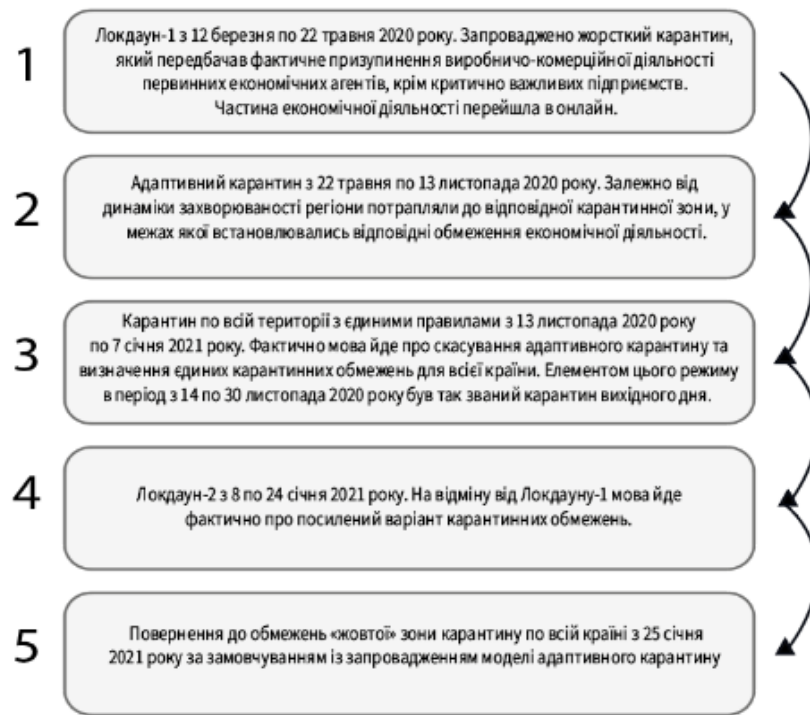 1
Локдаун-1 з 12 березня по 22 травня 2020 року. Запроваджено жорсткий карантин,
який передбачав фактичне призупинення виробничо-комерційної діяльності
первинних економічних агентів, крім критично важливих підприємств.
Частина економічної діяльності перейшла в онлайн.
2
Адаптивний карантин з 22 травня по 13 листопада 2020 року. Залежно від
динаміки захворюваності регіони потрапляли до відповідної карантинної зони, у
межах якої встановлювались відповідні обмеження економічної діяльності.
3
Карантин по всій території з єдиними правилами з 13 листопада 2020 року
по 7 січня 2021 року. Фактично мова йде про скасування адаптивного карантину та
визначення єдиних карантинних обмежень для всієї країни. Елементом цього режиму
в період з 14 по 30 листопада 2020 року був так званий карантин вихідного дня.
4
Локдаун-2 з 8 по 24 січня 2021 року. На відміну від Локдауну-1 мова йде
фактично про посилений варіант карантинних обмежень.
5
Повернення до обмежень «жовтої» зони карантину по всій країні з 25 січня
2021 року за замовчуванням із запровадженням моделі адаптивного карантину